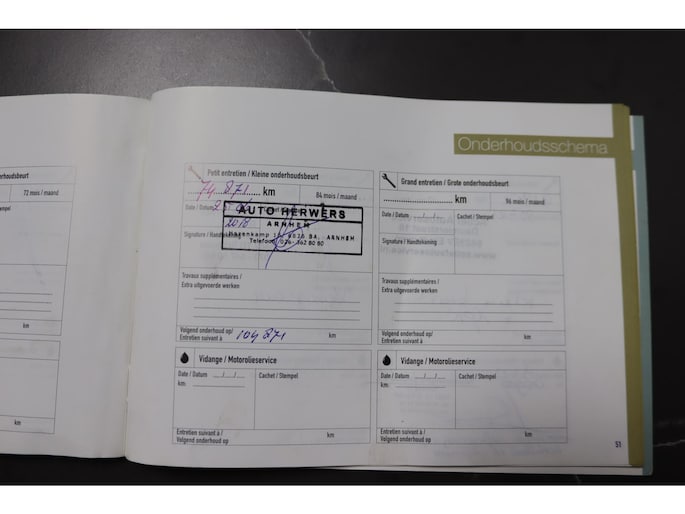 Onderhoudsschema
rhoudsbeurt
72 mois / maand
tempel
km
km
Petit entretien / Kleine onderhoudsbeurt
74.871 km
84 mois / maand
Date / Datum
2018
Signature / Handtekening
AUTO HERWERS
ARNHEM
ARNHEM
Travaux supplémentaires /
Extra uitgevoerde werken
Volgend onderhoud op/
Entretien suivant à 104 871 km
Vidange / Motorolieservice
Date / Datum ..../..../.... Cachet / Stempel
km:
Entretien suivant à /
Volgend onderhoud op km
Grand entretien / Grote onderhoudsbeurt
km
96 mois / maand
Date / Datum ..../..../.... Cachet / Stempel
Signature / Handtekening
Travaux supplémentaires /
Extra uitgevoerde werken
Volgend onderhoud op/
Entretien suivant à km
Vidange / Motorolieservice
Date / Datum ..../..../.... Cachet / Stempel
km:
Entretien suivant à /
Volgend onderhoud op km
51